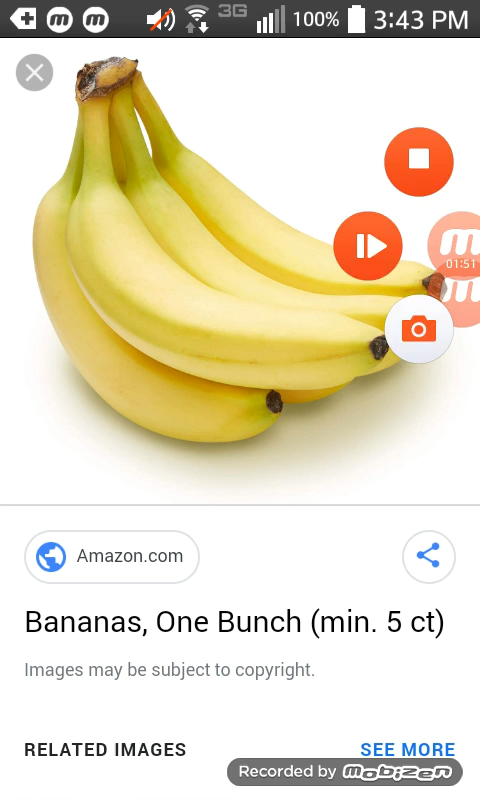 3G 100% 3:43 PM
01:51
Amazon.com
Bananas, One Bunch (min. 5 ct)
Images may be subject to copyright.
RELATED IMAGES SEE MORE
Recorded by mobizen